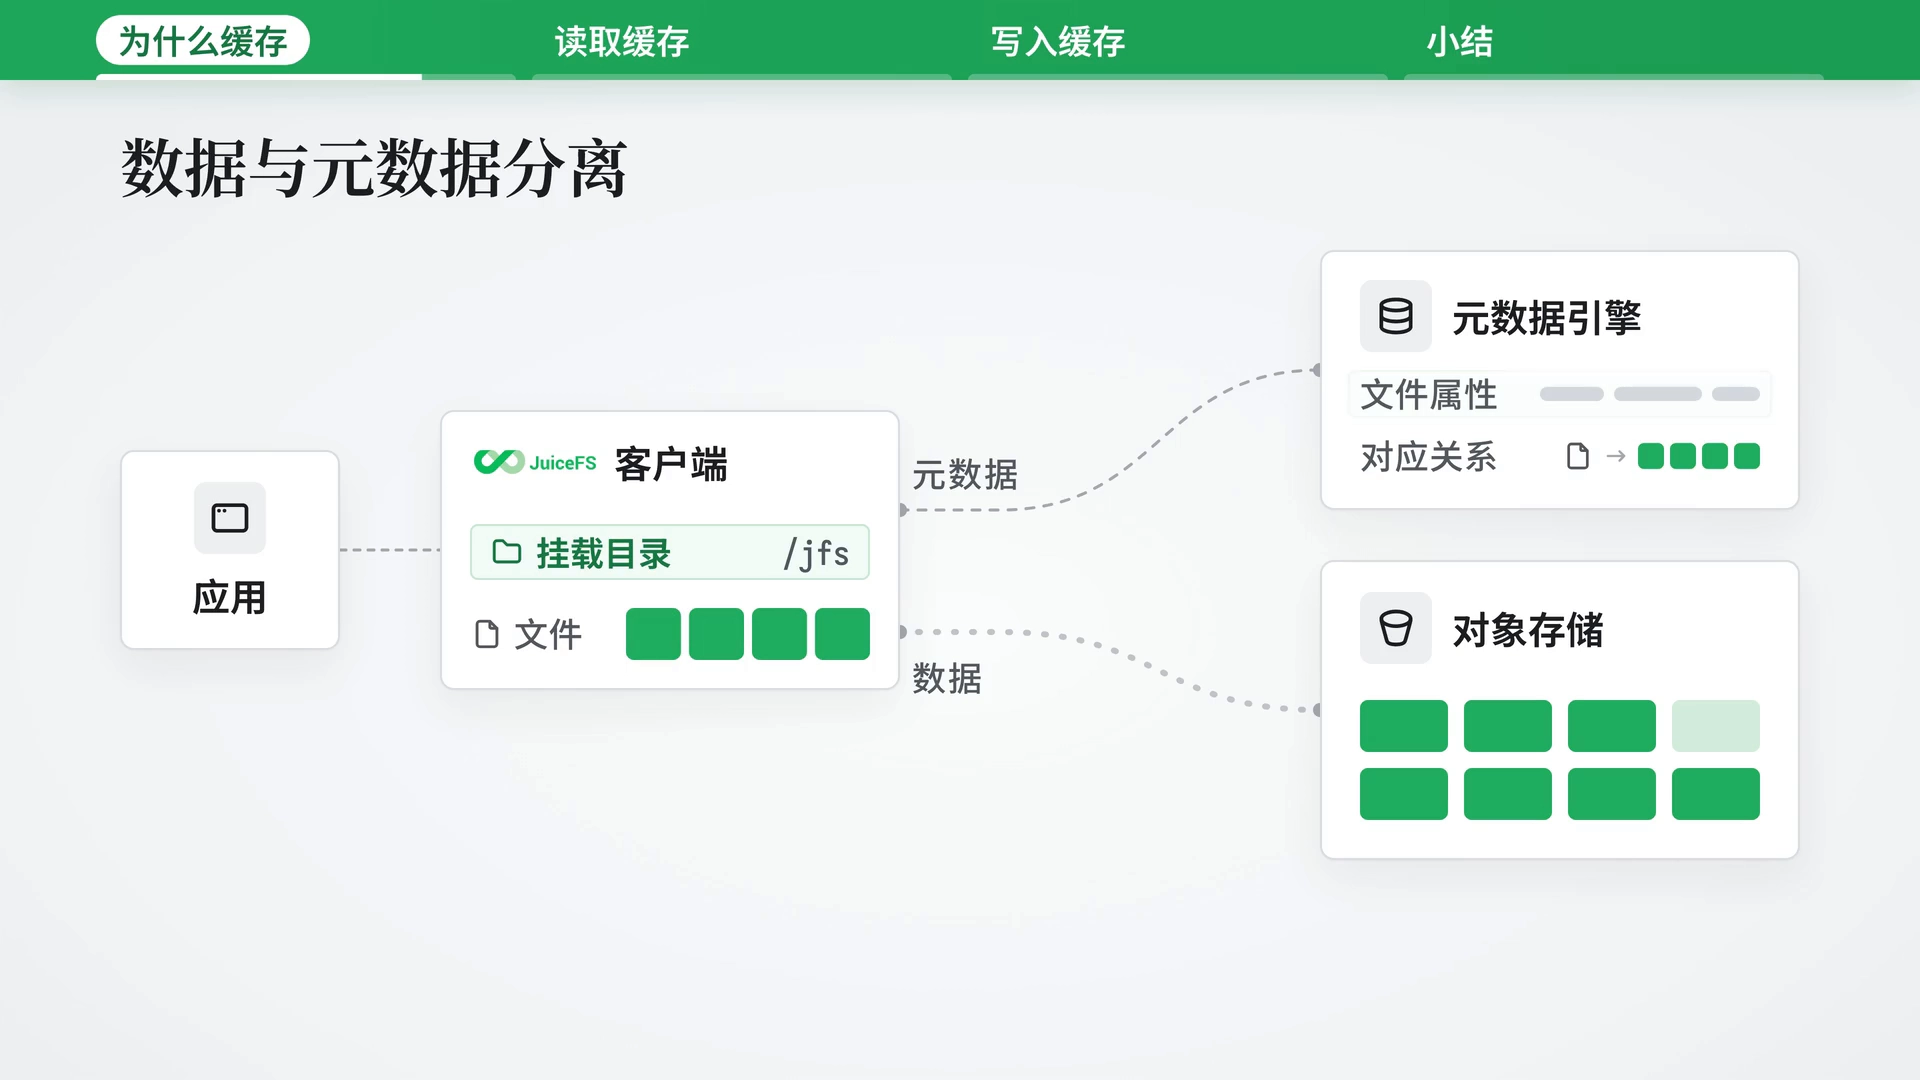 为什么缓存
读取缓存
写入缓存
小结
数据与元数据分离
应用
JuiceFS 客户端
挂载目录 /jfs
文件
元数据
数据
元数据引擎
文件属性
对应关系
对象存储